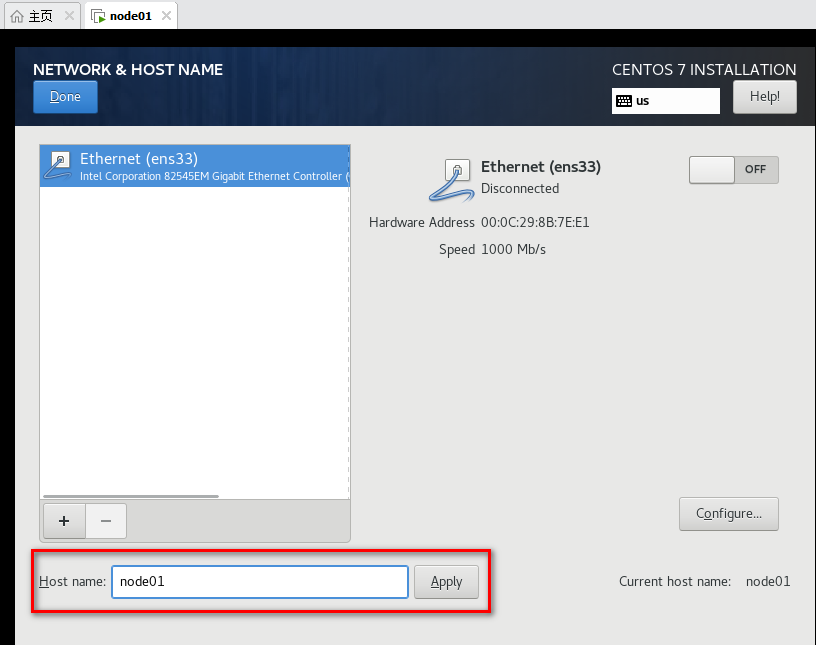 主页
node01
NETWORK & HOST NAME
CENTOS 7 INSTALLATION
Done
us
Help!
Ethernet (ens33)
Intel Corporation 82545EM Gigabit Ethernet Controller (
Ethernet (ens33)
Disconnected
OFF
Hardware Address 00:0C:29:8B:7E:E1
Speed 1000 Mb/s
+ −
Configure...
Host name: node01 Apply
Current host name: node01